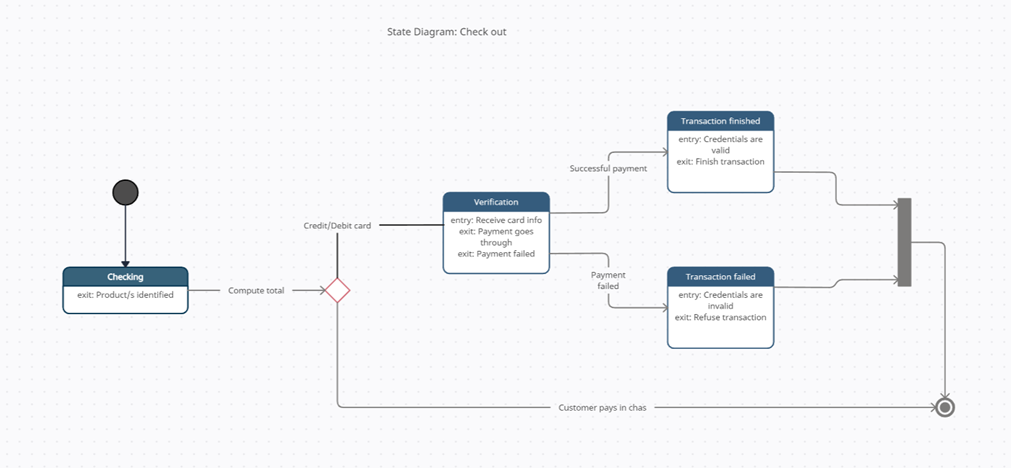 State Diagram: Check out
Transaction finished
entry: Credentials are
valid
exit: Finish transaction
Successful payment
Verification
entry: Receive card info
exit: Payment goes
through
exit: Payment failed
Credit/Debit card
Checking
exit: Product/s identified
Compute total
Payment
failed
Transaction failed
entry: Credentials are
invalid
exit: Refuse transaction
Customer pays in chas